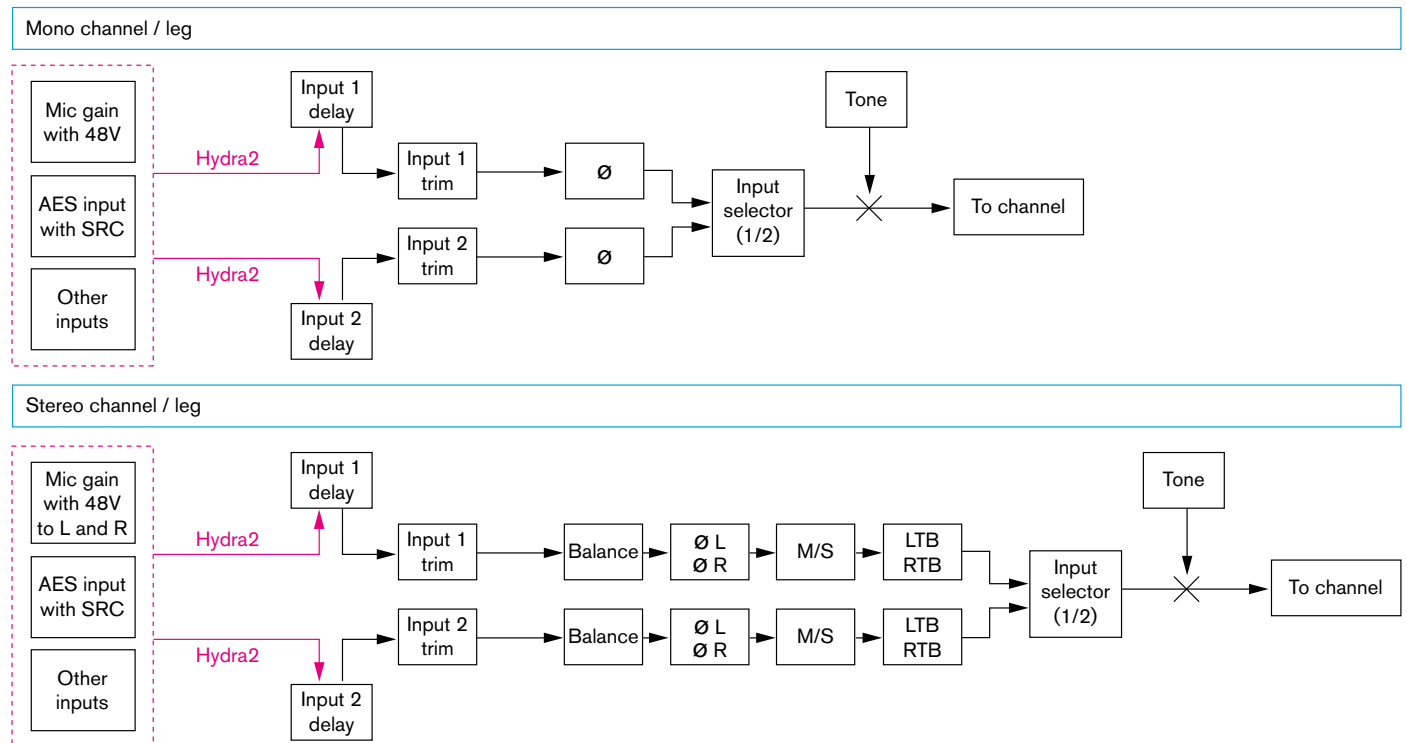 Mono channel / leg
Mic gain
with 48V
AES input
with SRC
Other
inputs
Hydra2
Hydra2
Input 1
delay
Input 2
delay
Input 1
trim
Input 2
trim
Ø
Ø
Input
selector
(1/2)
Tone
To channel
Stereo channel / leg
Mic gain
with 48V
to L and R
AES input
with SRC
Other
inputs
Hydra2
Hydra2
Input 1
delay
Input 2
delay
Input 1
trim
Input 2
trim
Balance
Balance
Ø L
Ø R
Ø L
Ø R
M/S
M/S
LTB
RTB
LTB
RTB
Input
selector
(1/2)
Tone
To channel